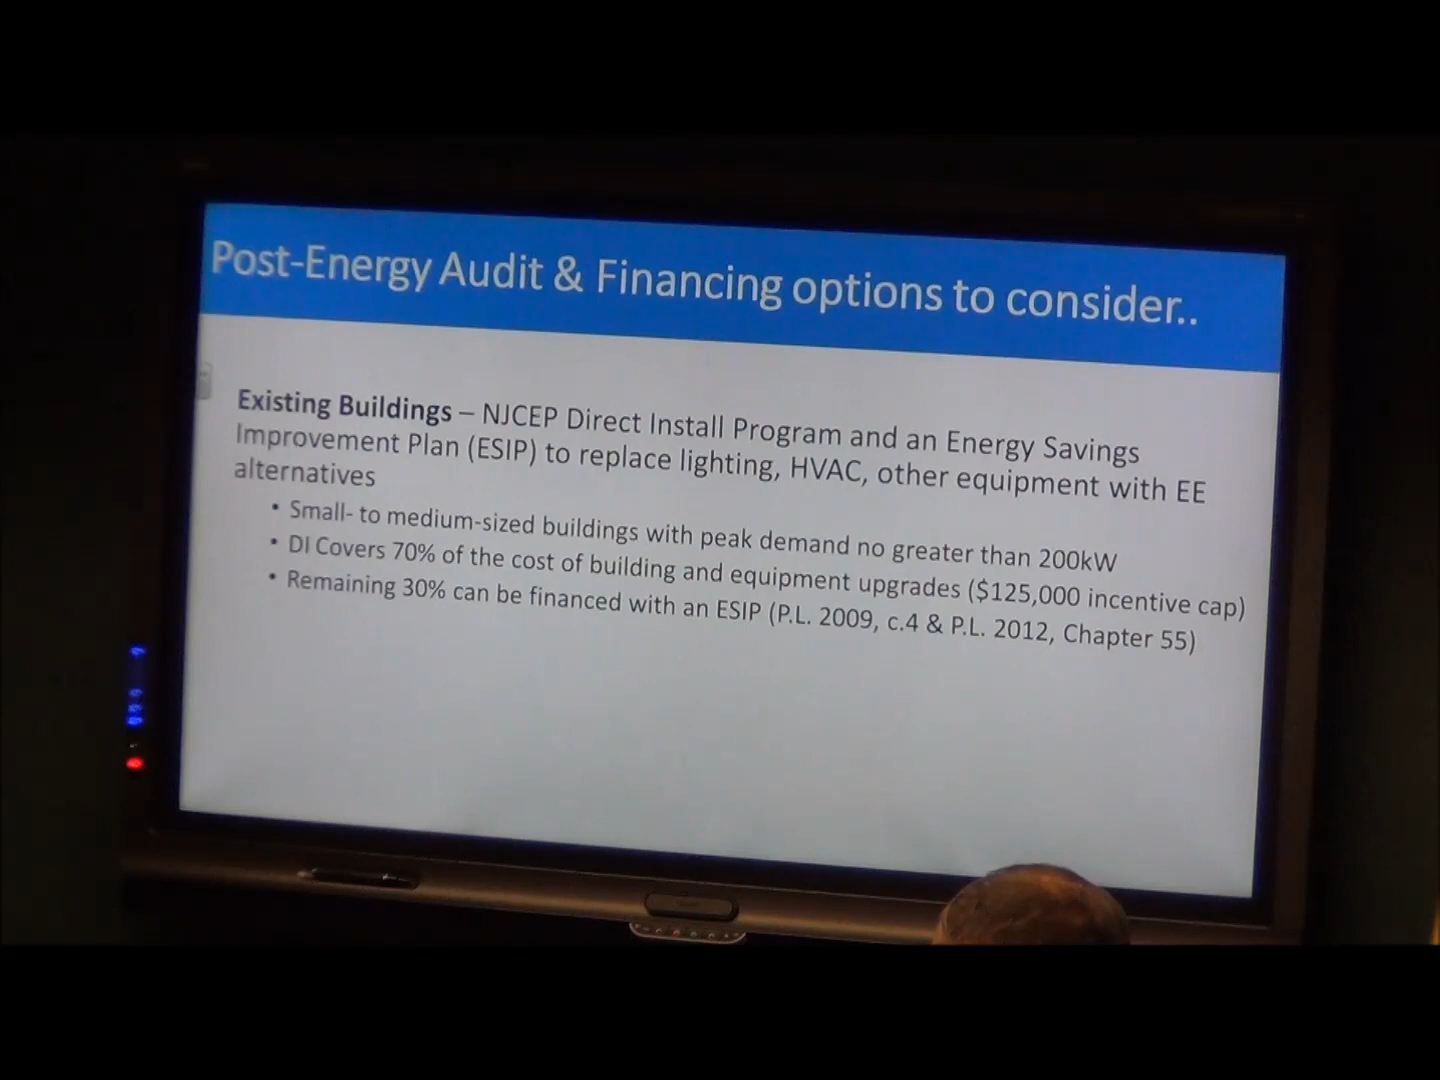 Post-Energy Audit & Financing options to consider..
Existing Buildings – NJCEP Direct Install Program and an Energy Savings
Improvement Plan (ESIP) to replace lighting, HVAC, other equipment with EE
alternatives
• Small- to medium-sized buildings with peak demand no greater than 200kW
• DI Covers 70% of the cost of building and equipment upgrades ($125,000 incentive cap)
• Remaining 30% can be financed with an ESIP (P.L. 2009, c.4 & P.L. 2012, Chapter 55)